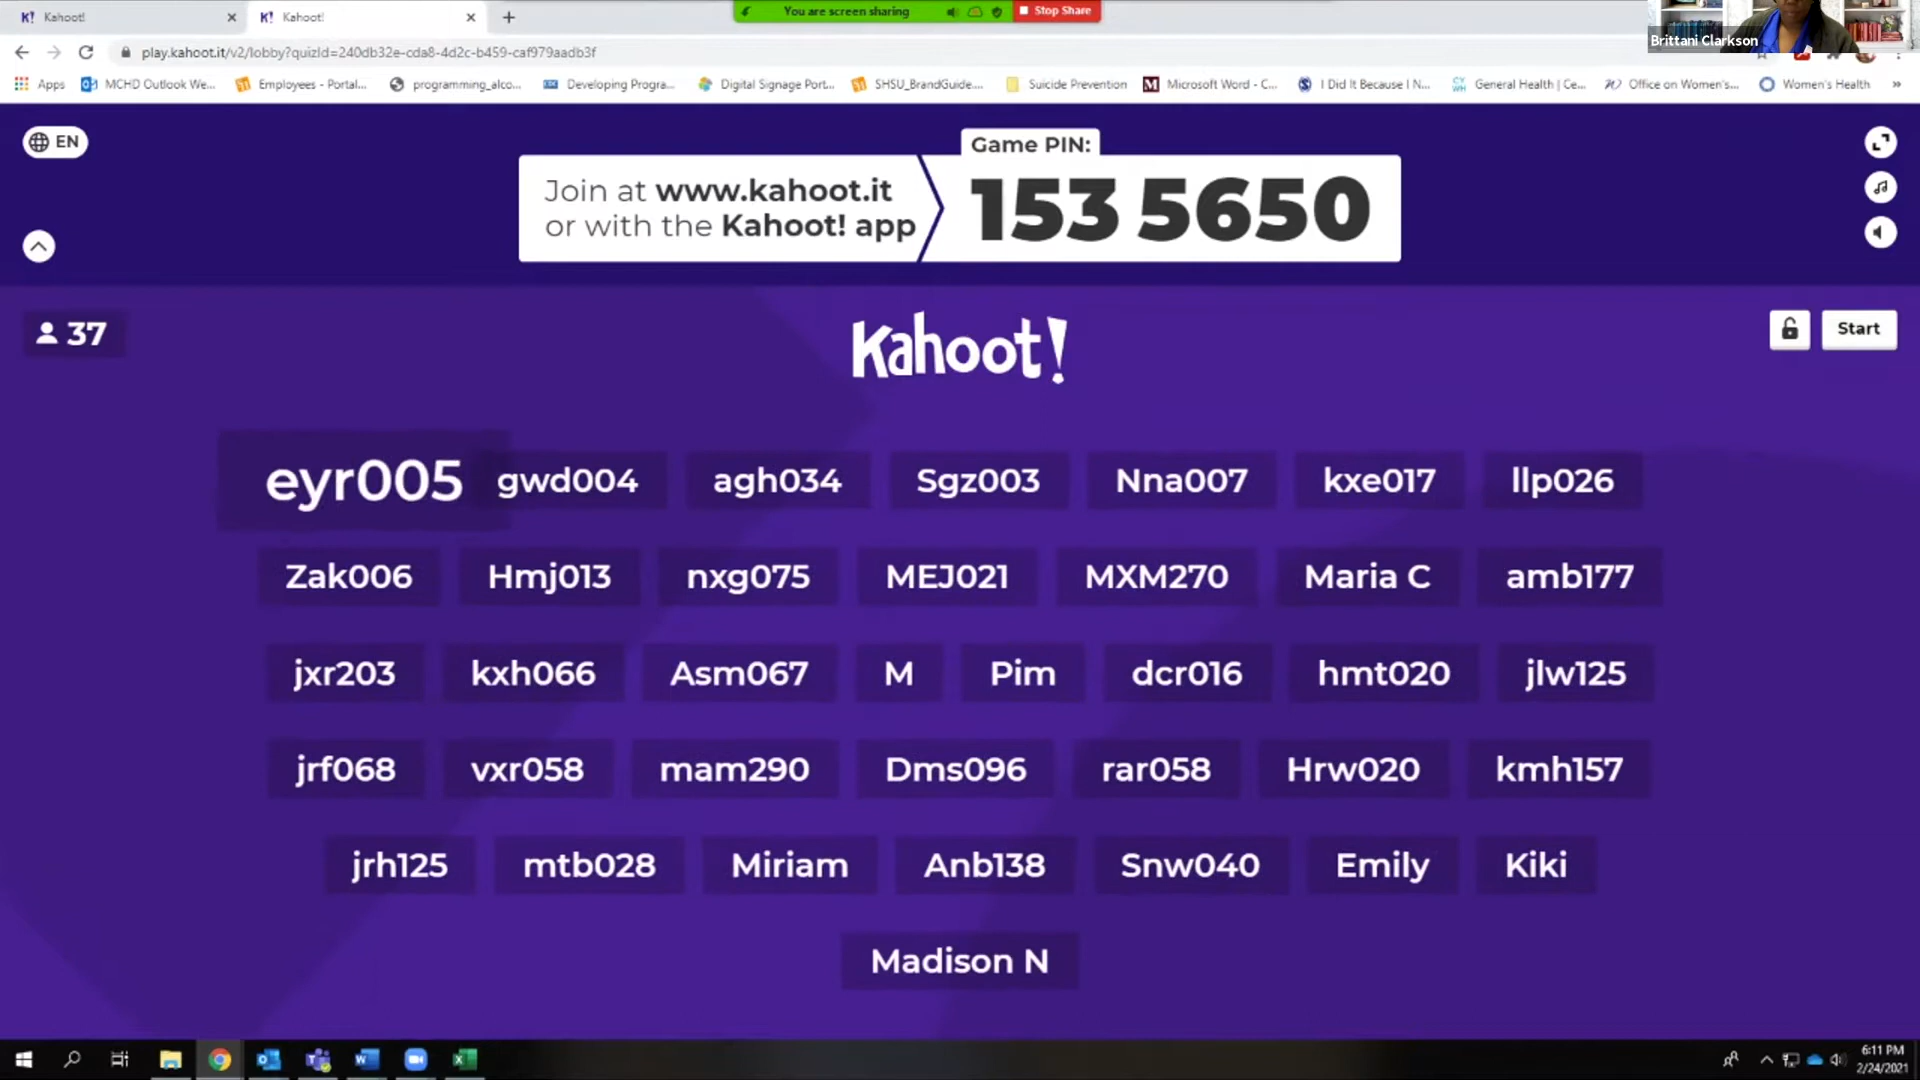 Kahoot!
Kahoot!
You are screen sharing
Stop Share
Brittani Clarkson
play.kahoot.it/v2/lobby?quizId=240db32e-cda8-4d2c-b459-caf979aadb3f
Apps MCHD Outlook We... Employees - Portal... programming_alco... Developing Progra... Digital Signage Port... SHSU_BrandGuide.... Suicide Prevention Microsoft Word - C... I Did It Because I N... General Health | Ce... Office on Women's... Women's Health »
EN
Game PIN:
Join at www.kahoot.it
or with the Kahoot! app
153 5650
37
Kahoot!
Start
eyr005 gwd004 agh034 Sgz003 Nna007 kxe017 llp026
Zak006 Hmj013 nxg075 MEJ021 MXM270 Maria C amb177
jxr203 kxh066 Asm067 M Pim dcr016 hmt020 jlw125
jrf068 vxr058 mam290 Dms096 rar058 Hrw020 kmh157
jrh125 mtb028 Miriam Anb138 Snw040 Emily Kiki
Madison N
6:11 PM
2/24/2021